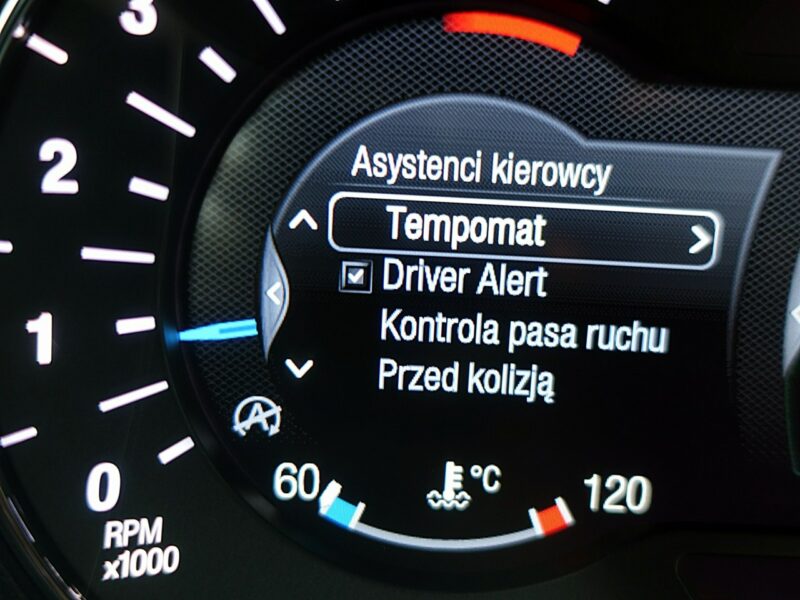 3
2
1
0
RPM
x1000
Asystenci kierowcy
Tempomat
Driver Alert
Kontrola pasa ruchu
Przed kolizją
A
60
°C
120